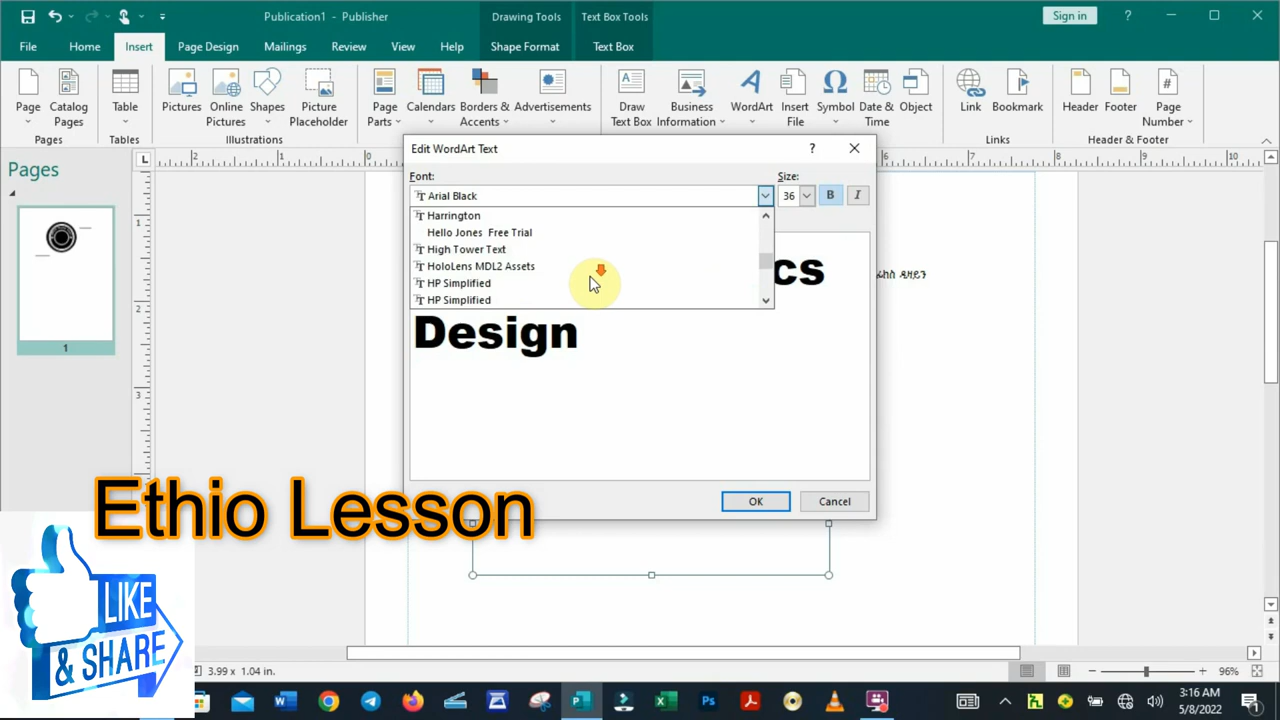 Publication1 - Publisher
Drawing Tools
Text Box Tools
Sign in
File
Home
Insert
Page Design
Mailings
Review
View
Help
Shape Format
Text Box
Page
Catalog Pages
Table
Pictures
Online Pictures
Shapes
Picture Placeholder
Page Parts
Calendars
Borders & Accents
Advertisements
Draw Text Box
Business Information
WordArt
Insert File
Symbol
Date & Time
Object
Link
Bookmark
Header
Footer
Page Number
Pages
Tables
Illustrations
Links
Header & Footer
Pages
1
Edit WordArt Text
Font:
Size:
Arial Black
36
B
I
Harrington
Hello Jones Free Trial
High Tower Text
HoloLens MDL2 Assets
HP Simplified
HP Simplified
cs
Design
OK
Cancel
Ethio Lesson
LIKE
& SHARE
3.99 x 1.04 in.
96%
3:16 AM
5/8/2022